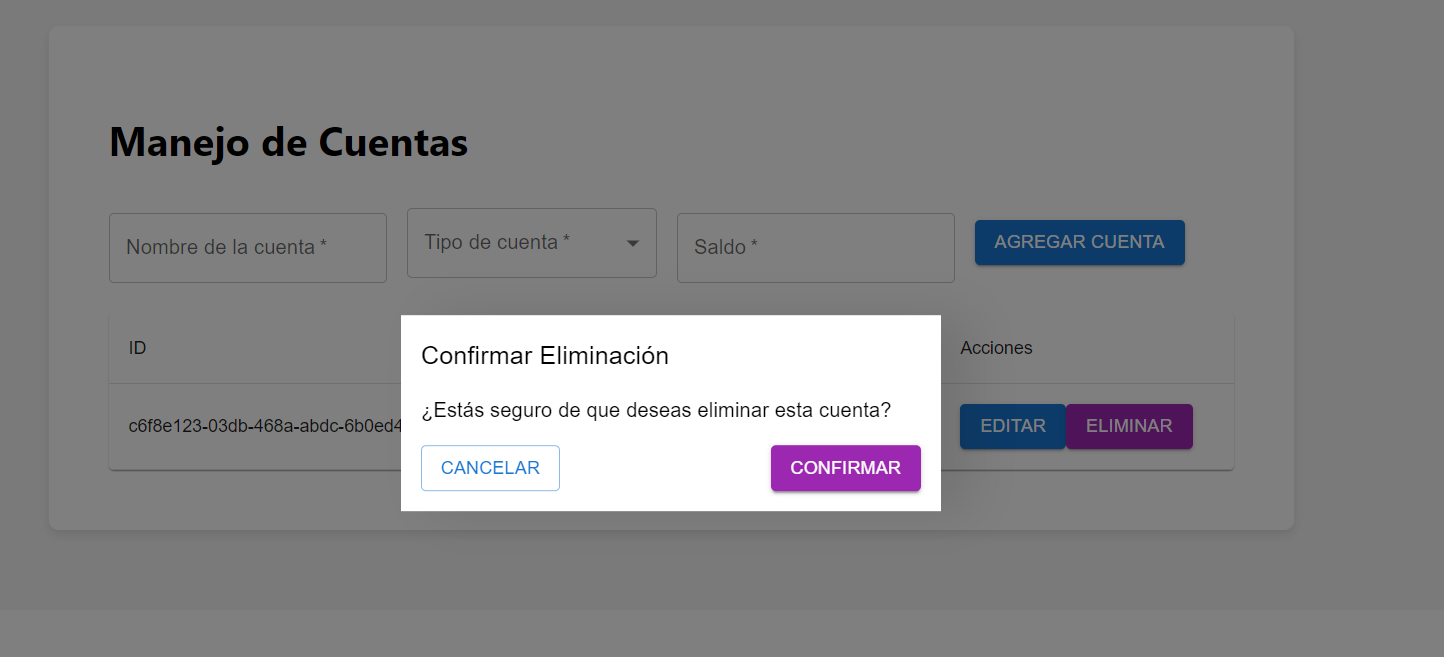 Manejo de Cuentas
Nombre de la cuenta *
Tipo de cuenta *
Saldo *
AGREGAR CUENTA
ID
Acciones
c6f8e123-03db-468a-abdc-6b0ed4
EDITAR
ELIMINAR
Confirmar Eliminación
¿Estás seguro de que deseas eliminar esta cuenta?
CANCELAR
CONFIRMAR